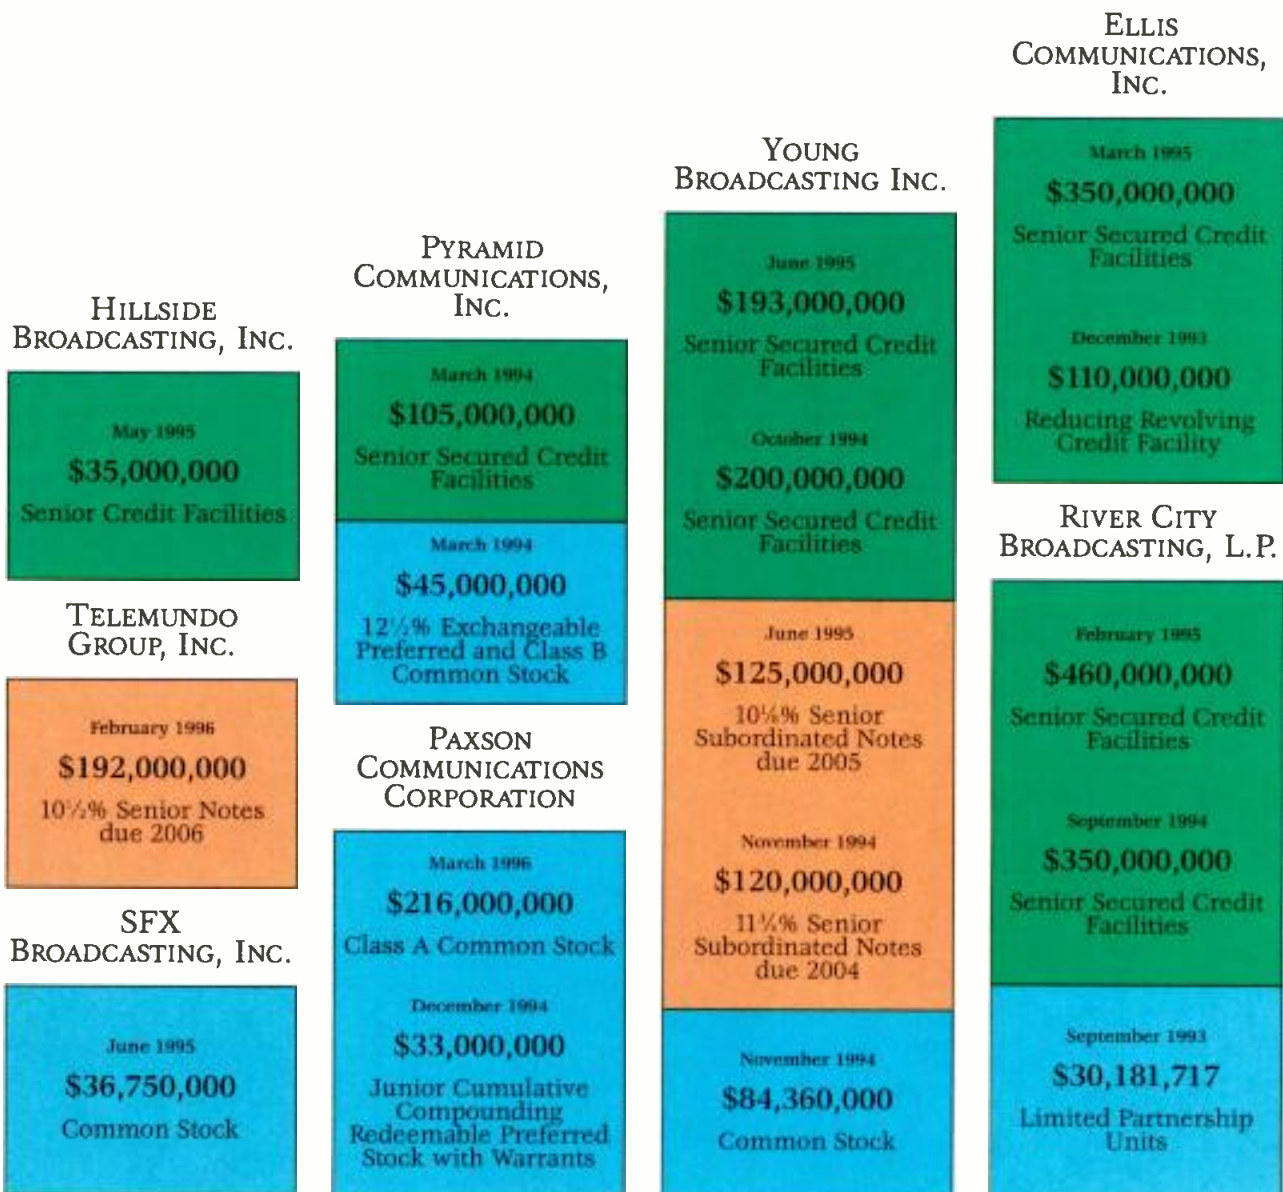 HILLSIDE
BROADCASTING, INC.
May 1995
$35,000,000
Senior Credit Facilities
TELEMUNDO
GROUP, INC.
February 1996
$192,000,000
10½% Senior Notes
due 2006
SFX
BROADCASTING, INC.
June 1995
$36,750,000
Common Stock
PYRAMID
COMMUNICATIONS,
INC.
March 1994
$105,000,000
Senior Secured Credit
Facilities
March 1994
$45,000,000
12½% Exchangeable
Preferred and Class B
Common Stock
PAXSON
COMMUNICATIONS
CORPORATION
March 1996
$216,000,000
Class A Common Stock
December 1994
$33,000,000
Junior Cumulative
Compounding
Redeemable Preferred
Stock with Warrants
YOUNG
BROADCASTING INC.
June 1995
$193,000,000
Senior Secured Credit
Facilities
October 1994
$200,000,000
Senior Secured Credit
Facilities
June 1995
$125,000,000
Senior
Subordinated Notes
due 2005
November 1994
$120,000,000
Senior
Subordinated Notes
due 2004
November 1994
$84,360,000
Common Stock
ELLIS
COMMUNICATIONS,
INC.
March 1995
$350,000,000
Senior Secured Credit
Facilities
December 1993
$110,000,000
Reducing Revolving
Credit Facility
RIVER CITY
BROADCASTING, L.P.
February 1995
$460,000,000
Senior Secured Credit
Facilities
September 1994
$350,000,000
Senior Secured Credit
Facilities
September 1993
$30,181,717
Limited Partnership
Units